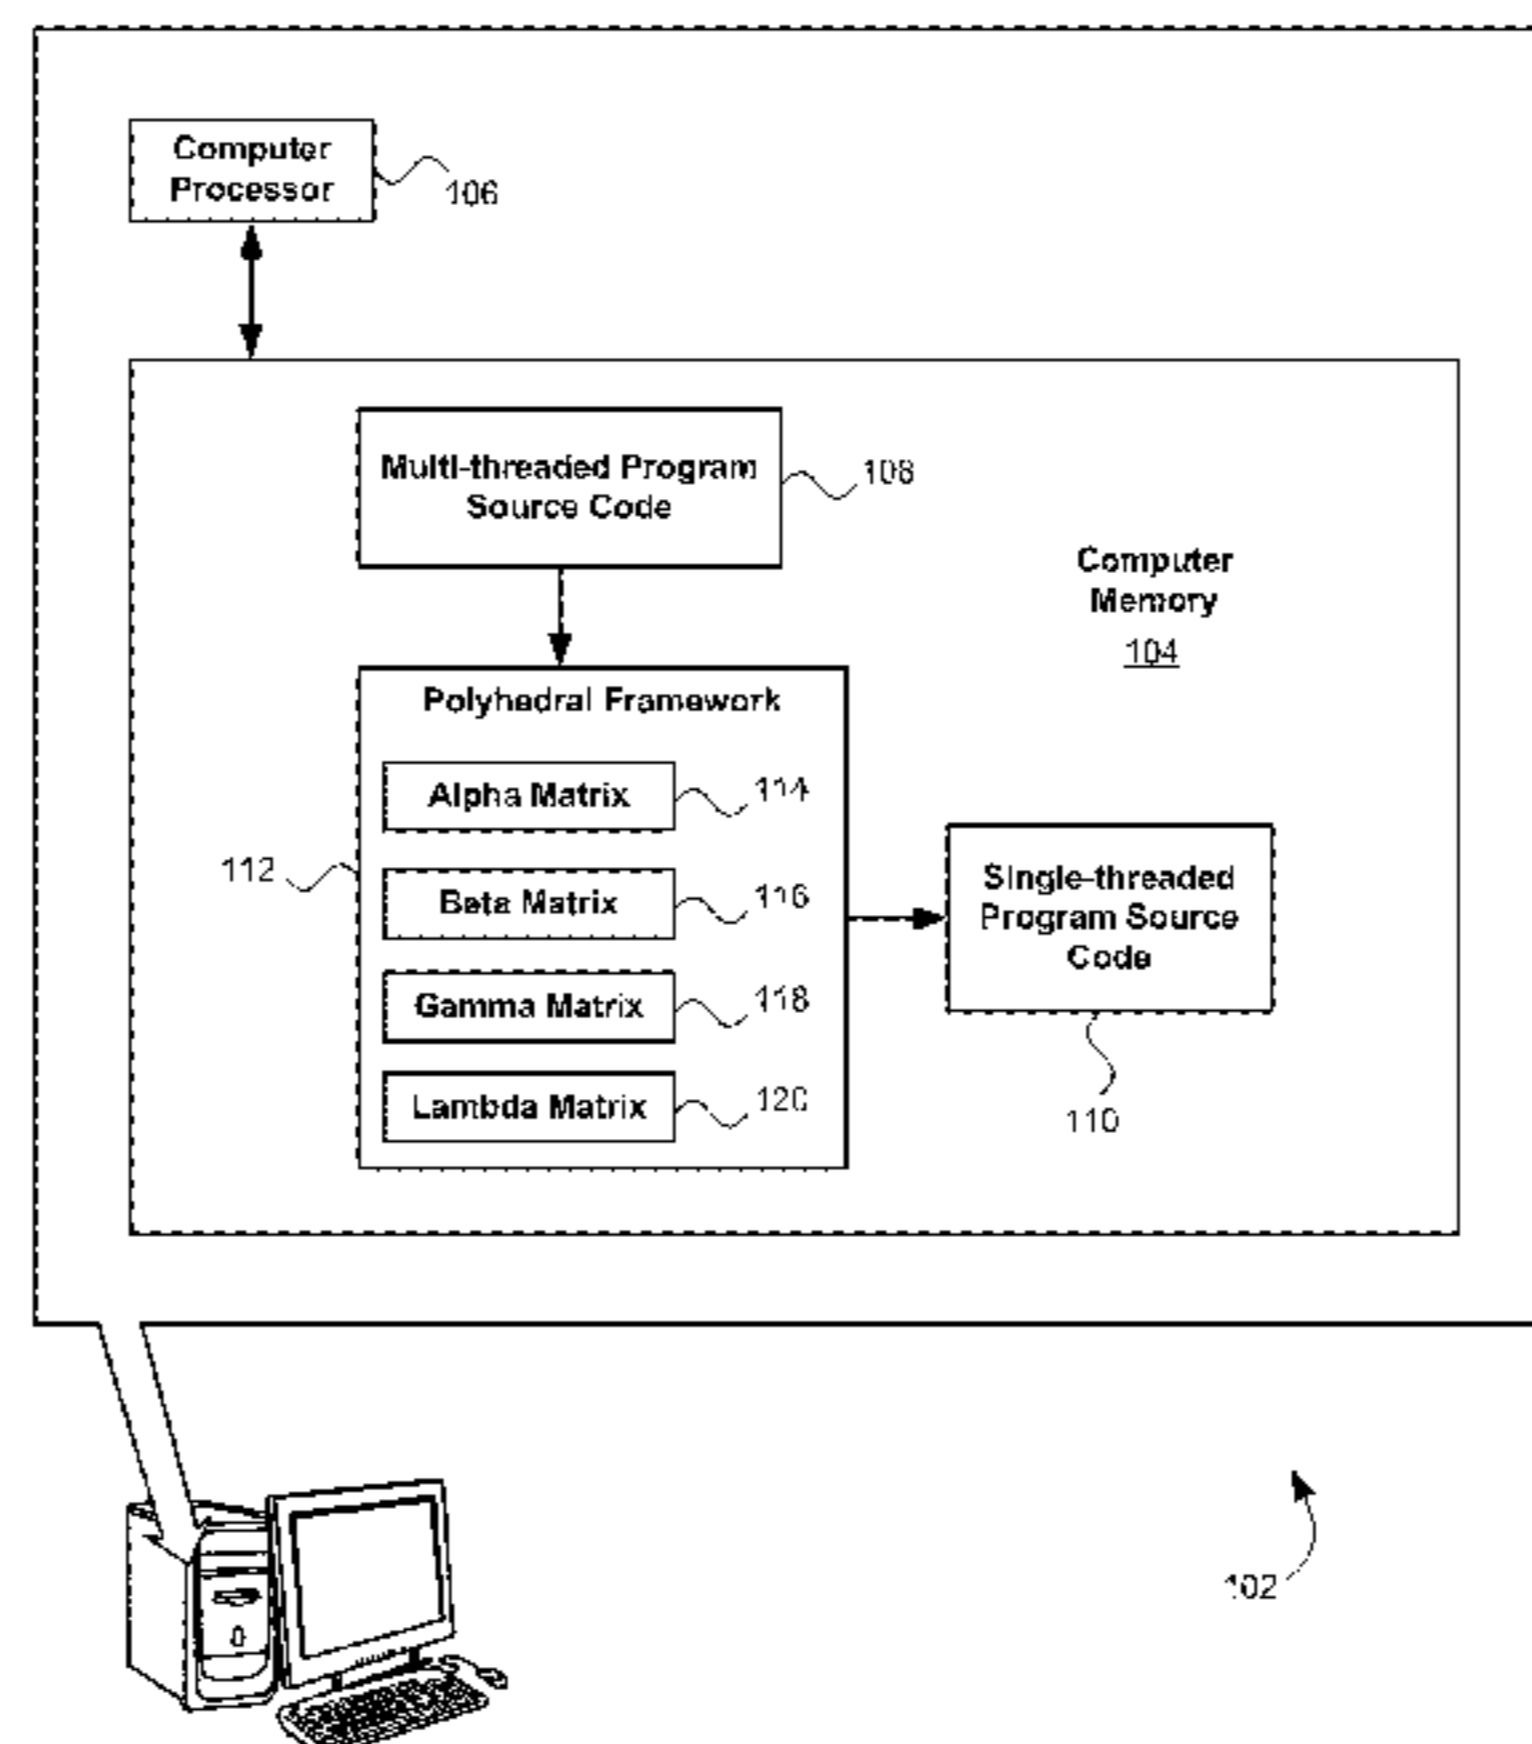 Computer
Processor
106
Multi-threaded Program
Source Code
108
Computer
Memory
104
Polyhedral Framework
Alpha Matrix
114
112
Beta Matrix
116
Single-threaded
Program Source
Code
Gamma Matrix
118
Lambda Matrix
120
110
102